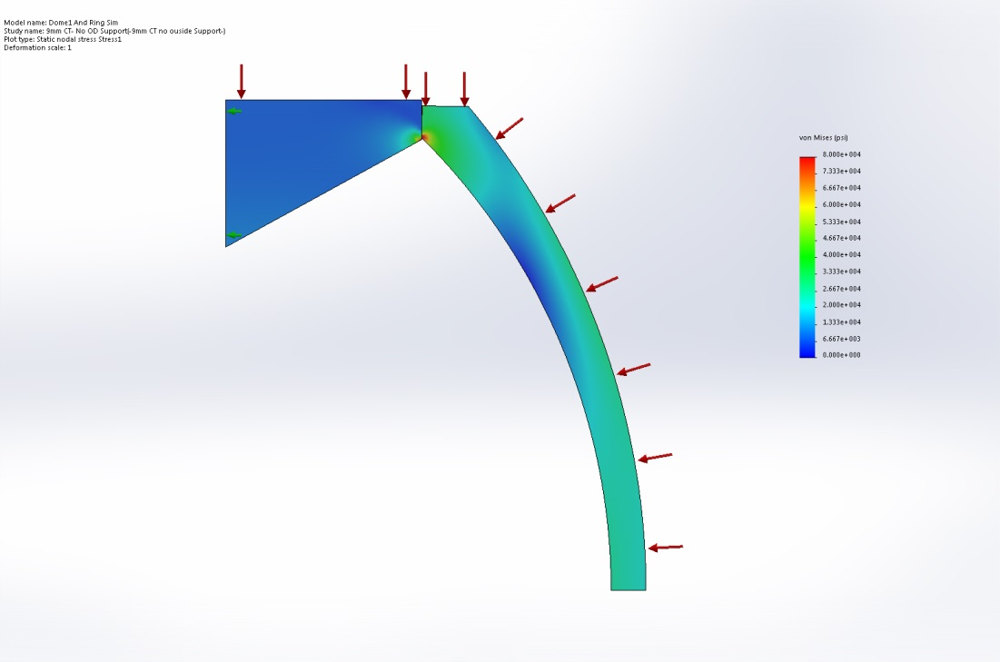 Model name: Dome1 And Ring Sim
Study name: 9mm CT- No OD Support(-9mm CT no ouside Support-)
Plot type: Static nodal stress Stress1
Deformation scale: 1
von Mises (psi)
8.000e+004
7.333e+004
6.667e+004
6.000e+004
5.333e+004
4.667e+004
4.000e+004
3.333e+004
2.667e+004
2.000e+004
1.333e+004
6.667e+003
0.000e+000